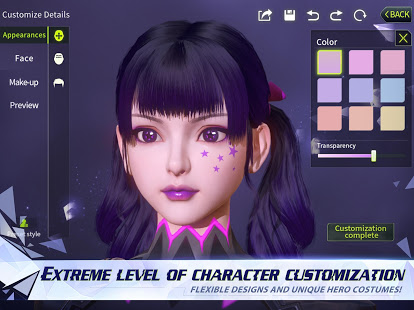 Customize Details
BACK
Appearances
Face
Make-up
Preview
Color
Transparency
Customization
complete
EXTREME LEVEL OF CHARACTER CUSTOMIZATION
FLEXIBLE DESIGNS AND UNIQUE HERO COSTUMES!